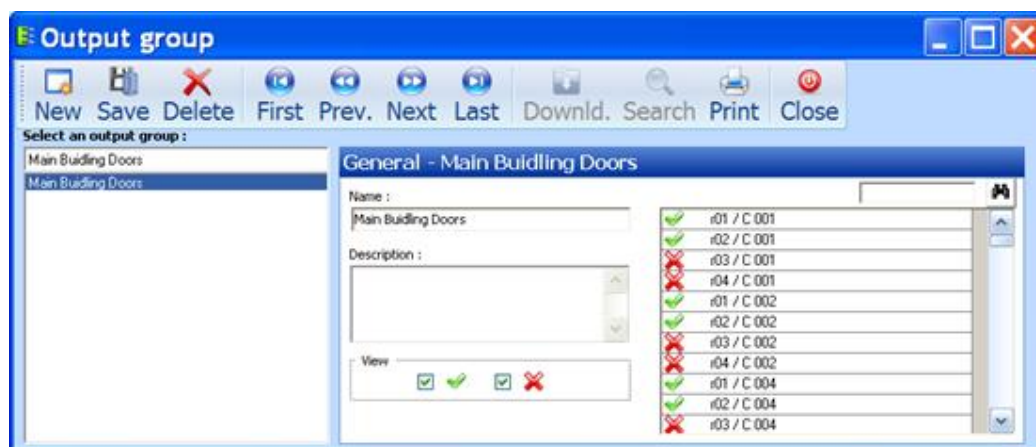 Output group
New Save Delete First Prev. Next Last Downld. Search Print Close
Select an output group :
Main Buidling Doors
Main Buidling Doors
General - Main Buidling Doors
Name :
Main Buidling Doors
Description :
View
r01 / C 001
r02 / C 001
r03 / C 001
r04 / C 001
r01 / C 002
r02 / C 002
r03 / C 002
r04 / C 002
r01 / C 004
r02 / C 004
r03 / C 004